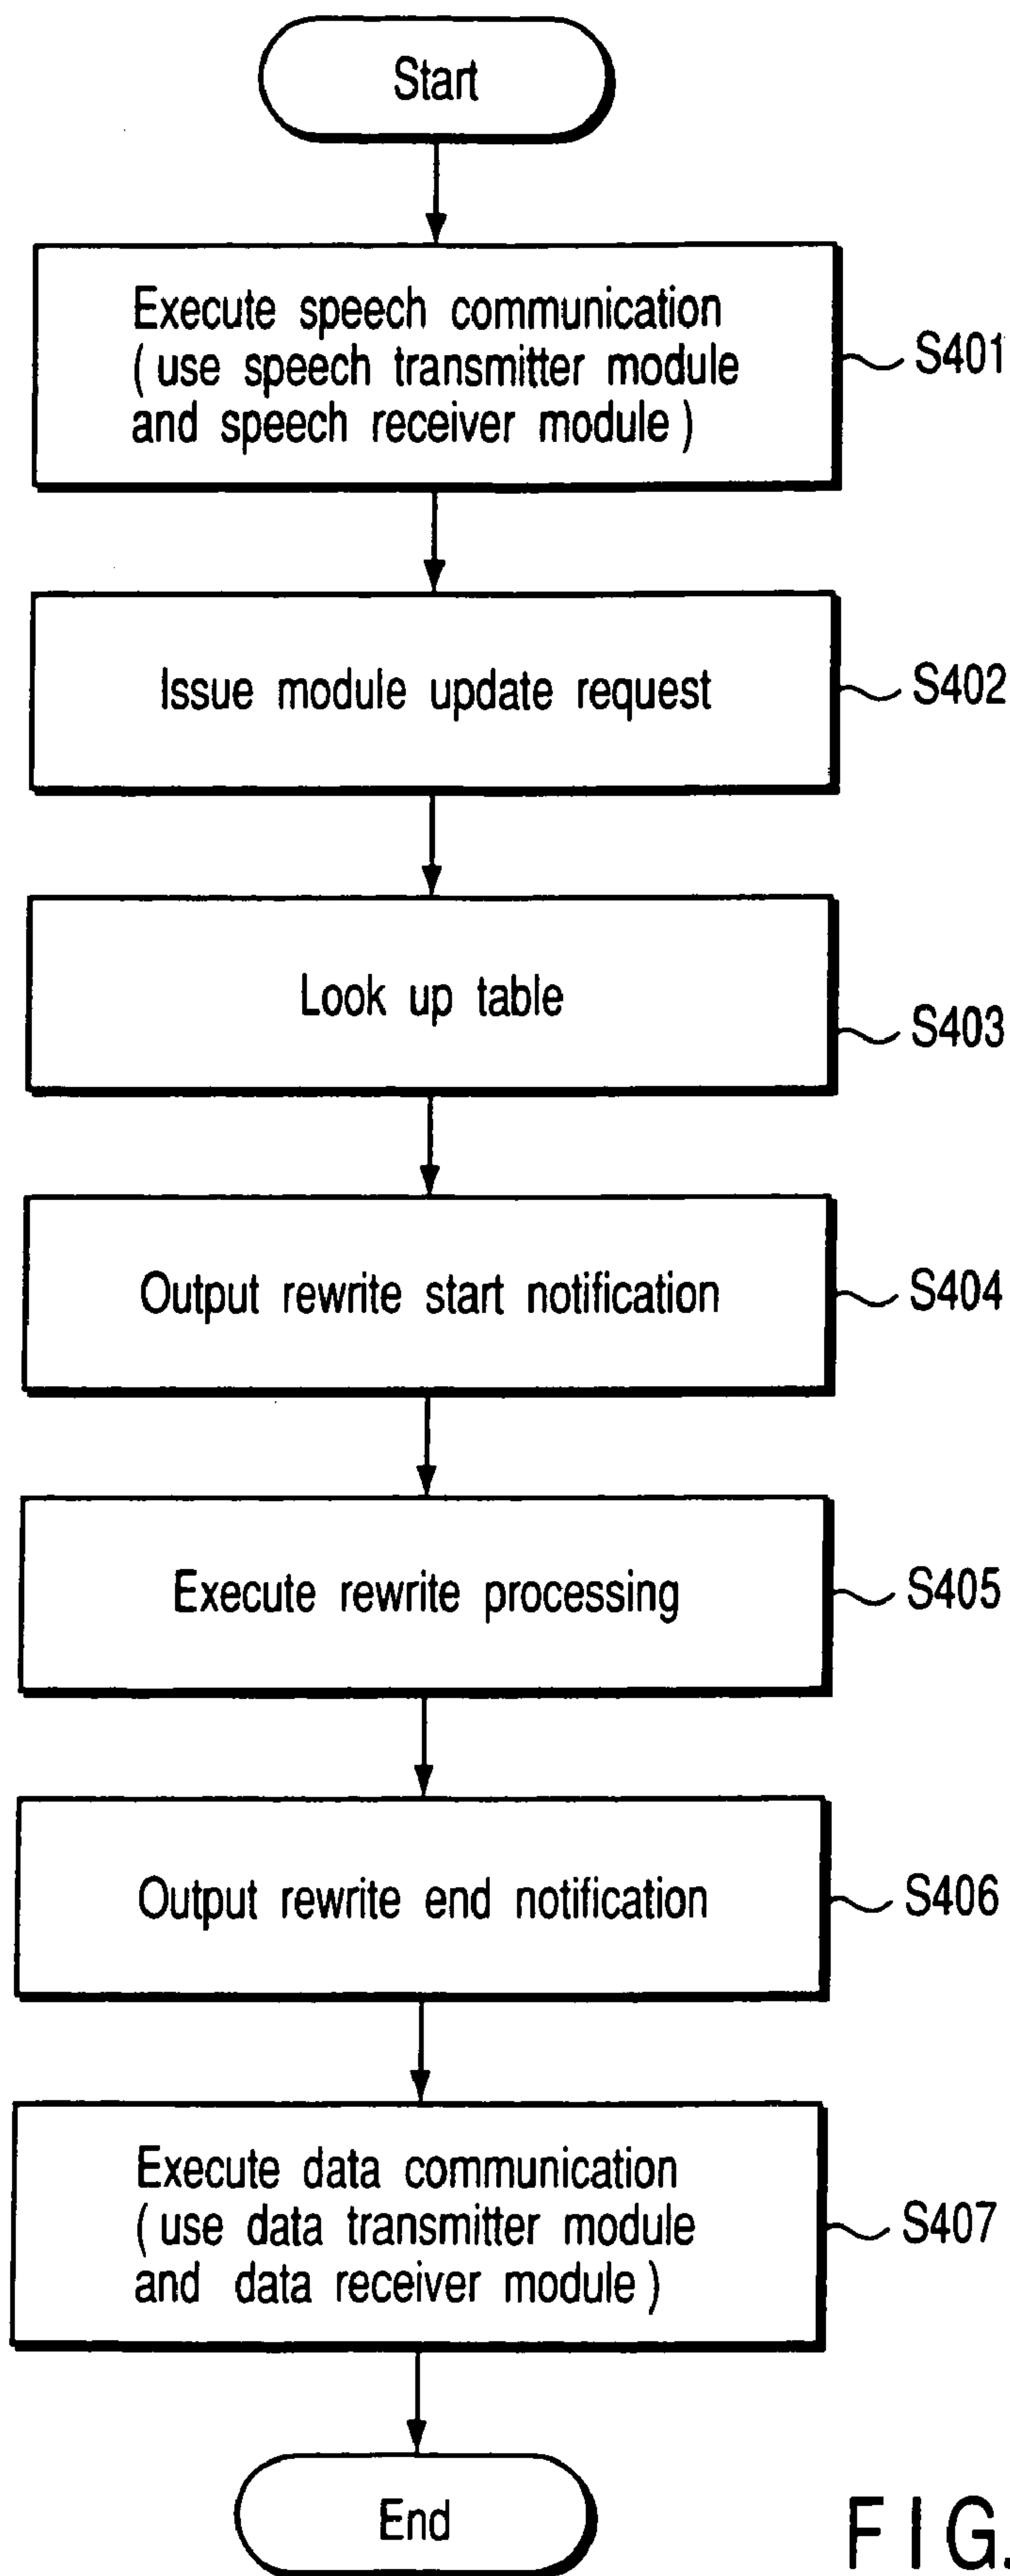 Start
Execute speech communication
(use speech transmitter module
and speech receiver module)
S401
Issue module update request
S402
Look up table
S403
Output rewrite start notification
S404
Execute rewrite processing
S405
Output rewrite end notification
S406
Execute data communication
(use data transmitter module
and data receiver module)
S407
End
FIG.